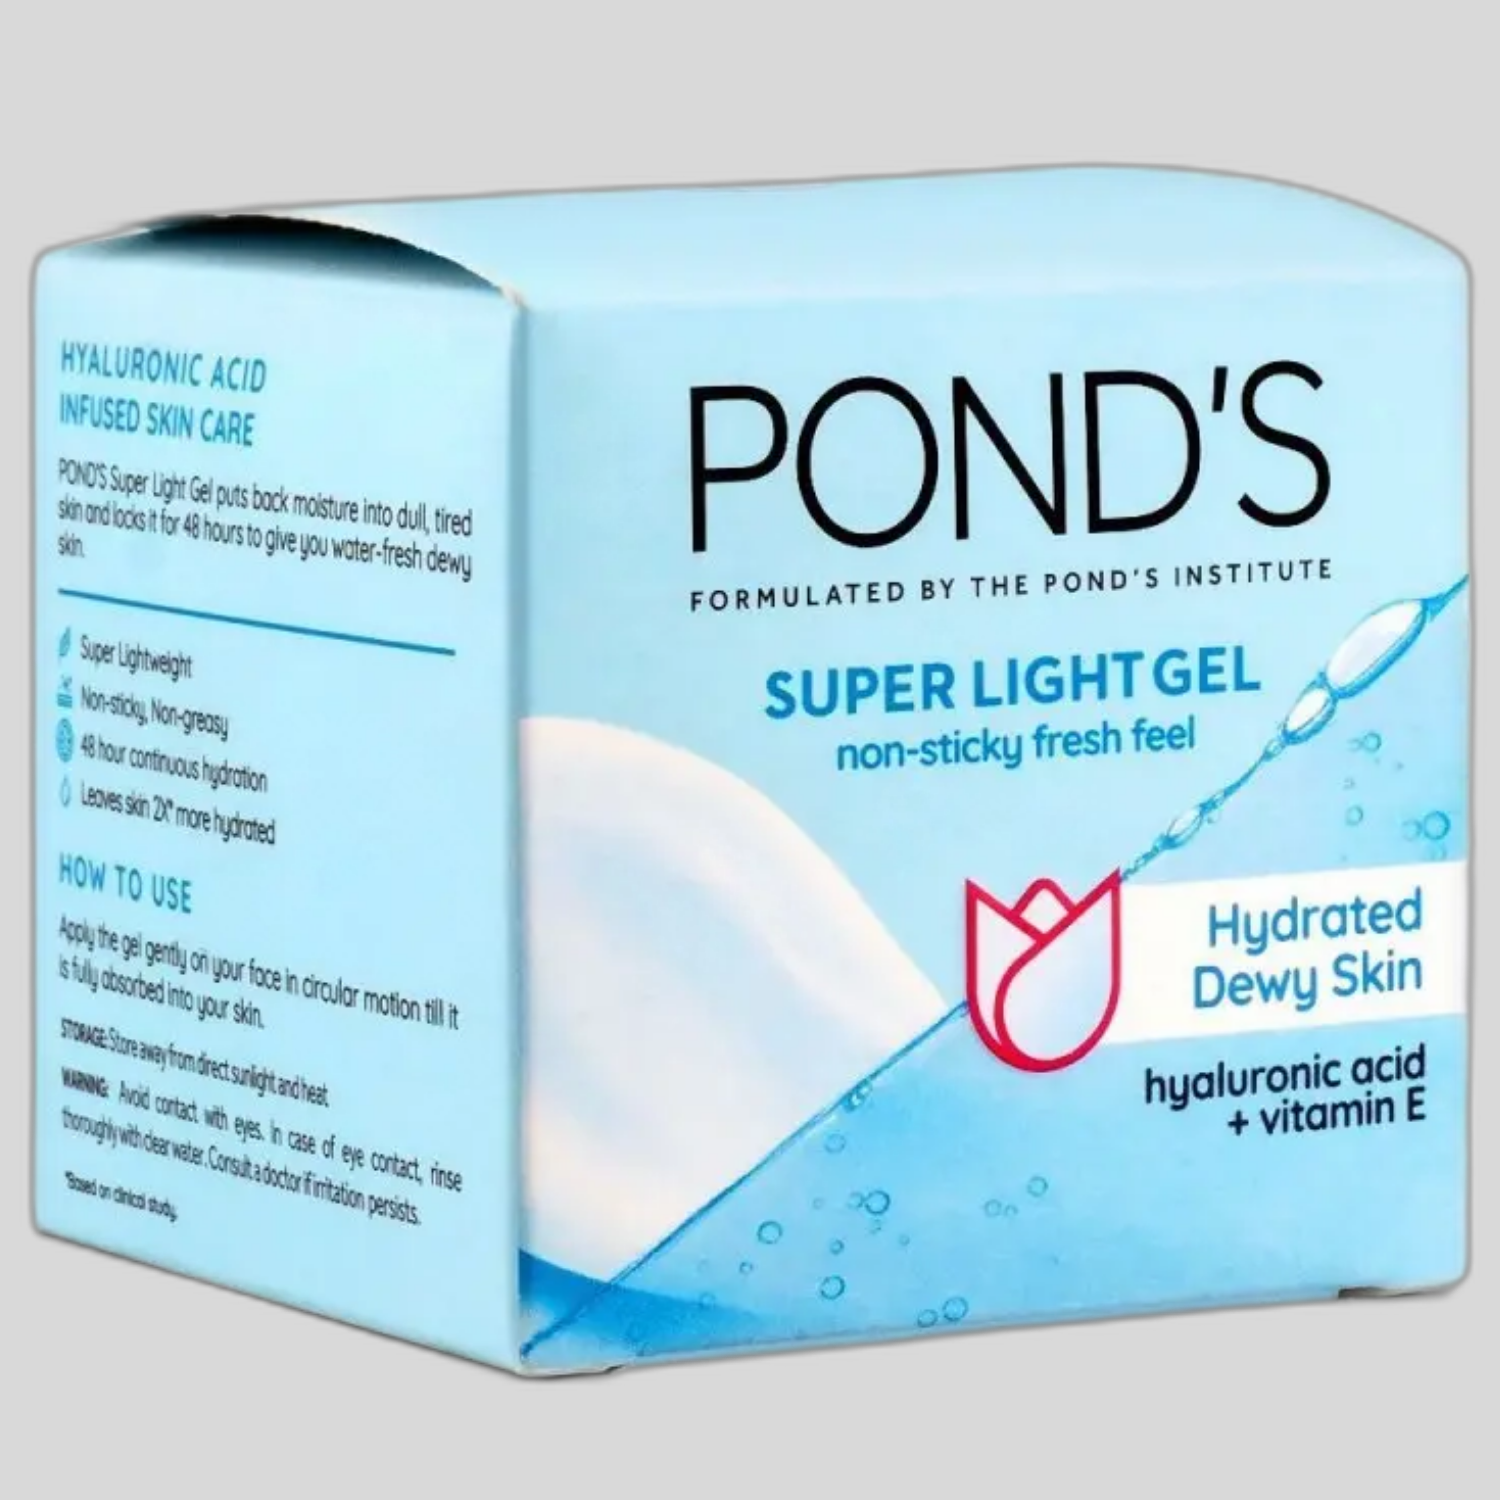 HYALURONIC ACID
INFUSED SKIN CARE
POND'S Super Light Gel puts back moisture into dull, tired
skin and locks it for 48 hours to give you water-fresh dewy
skin.
Super Lightweight
Non-sticky, Non-greasy
48 hour continuous hydration
Leaves skin 2X* more hydrated
HOW TO USE
Apply the gel gently on your face in circular motion till it
is fully absorbed into your skin.
STORAGE: Store away from direct sunlight and heat.
WARNING: Avoid contact with eyes. In case of eye contact, rinse
thoroughly with clear water. Consult a doctor if irritation persists.
*Based on clinical study.
POND'S
FORMULATED BY THE POND'S INSTITUTE
SUPER LIGHT GEL
non-sticky fresh feel
Hydrated
Dewy Skin
hyaluronic acid
+ vitamin E